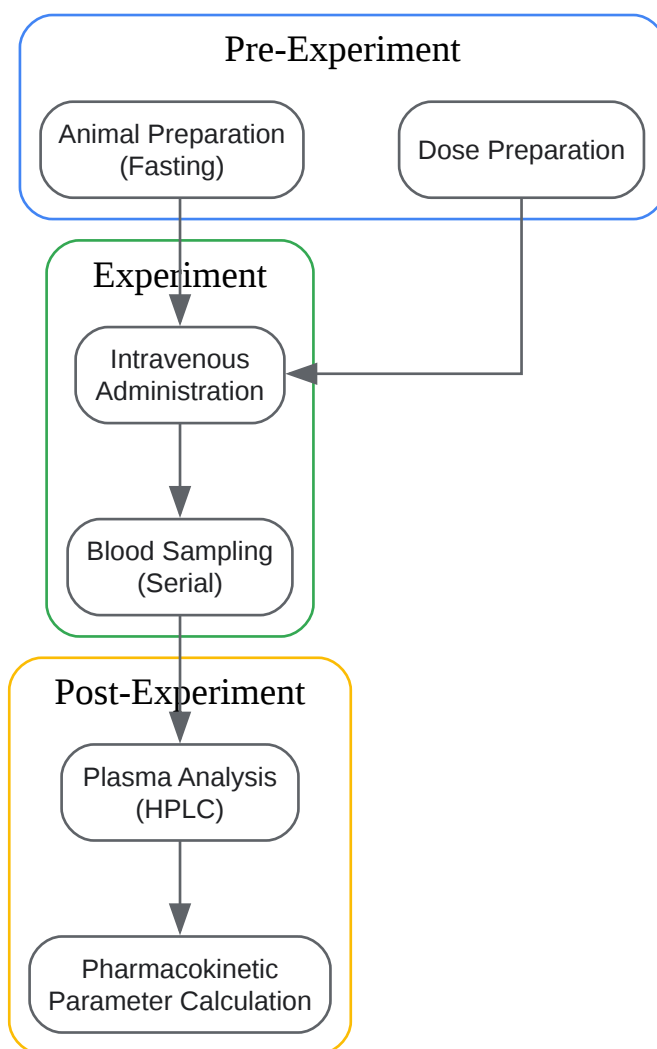 Pre-Experiment
Animal Preparation
(Fasting)
Dose Preparation
Experiment
Intravenous
Administration
Blood Sampling
(Serial)
Post-Experiment
Plasma Analysis
(HPLC)
Pharmacokinetic
Parameter Calculation